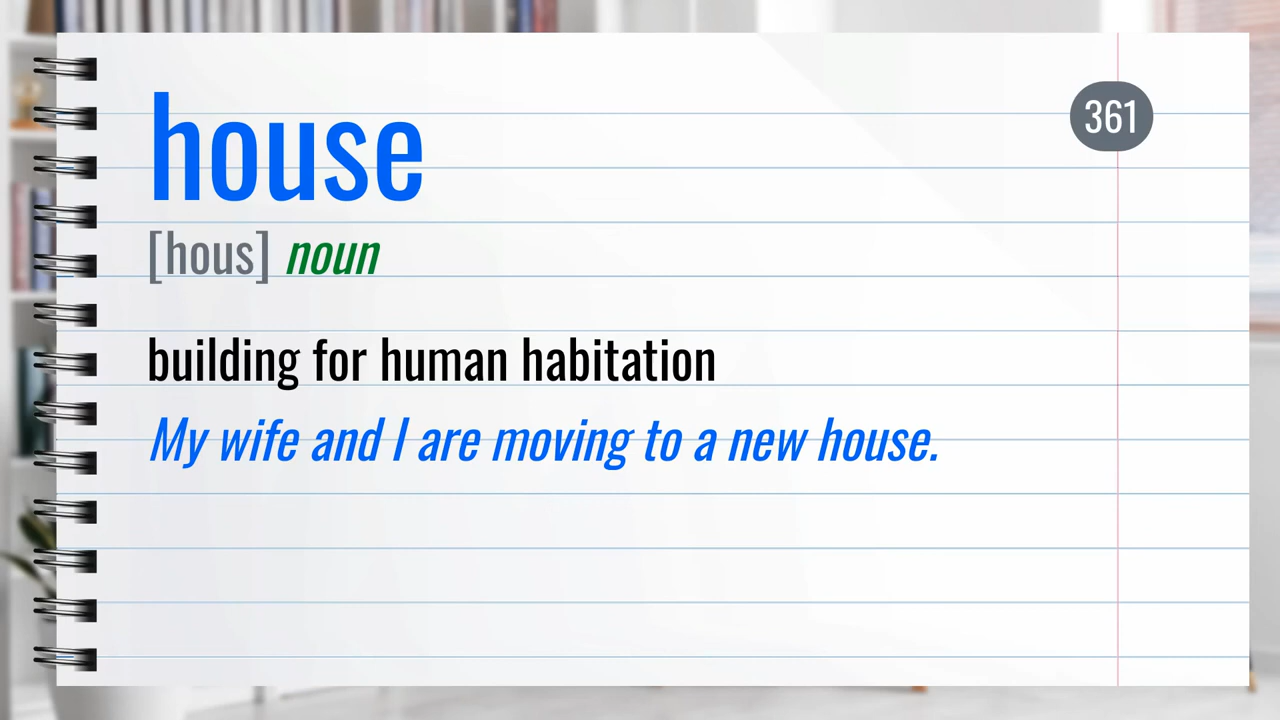 house
361
[hous] noun
building for human habitation
My wife and I are moving to a new house.